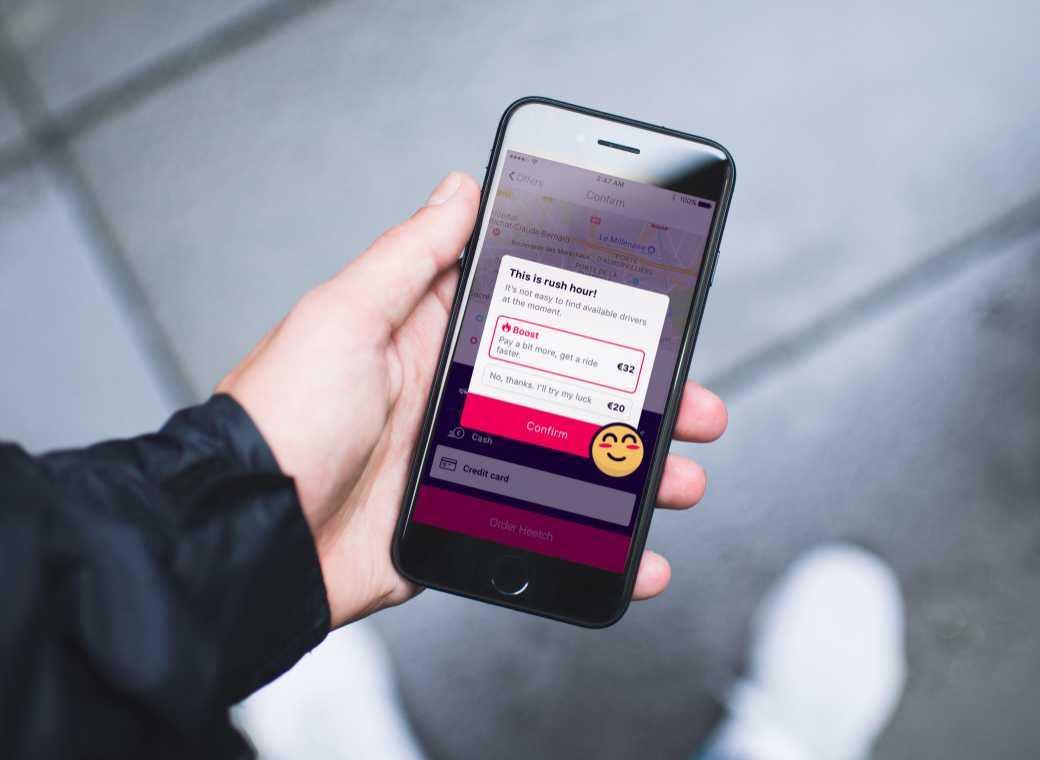 2:47 AM
100%
Offers
Confirm
Hôpital
Bichat-Claude-Bernard
Le Millénaire
Boulevards des Maréchaux
PORTE
D'AUBERVILLIERS
PORTE DE LA
This is rush hour!
It's not easy to find available drivers
at the moment.
Boost
Pay a bit more, get a ride
faster.
€32
No, thanks. I'll try my luck
€20
Confirm
Cash
Credit card
Order Heetch